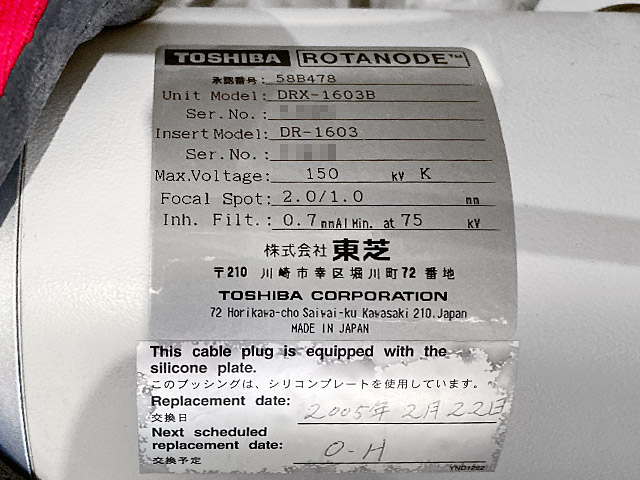 TOSHIBA ROTANODE™
承認番号: 58B478
Unit Model: DRX-1603B
Ser.No.:
Insert Model: DR-1603
Ser.No.:
Max.Voltage: 150 kV K
Focal Spot: 2.0/1.0 mm
Inh. Filt.: 0.7 mmAl Min. at 75 kV
株式会社 東芝
〒210 川崎市幸区堀川町72番地
TOSHIBA CORPORATION
72 Horikawa-cho Saiwai-ku Kawasaki 210, Japan
MADE IN JAPAN
This cable plug is equipped with the
silicone plate.
このブッシングは、シリコンプレートを使用しています。
Replacement date:
交換日 2005年2月22日
Next scheduled
replacement date: O-H
交換予定
YND1202